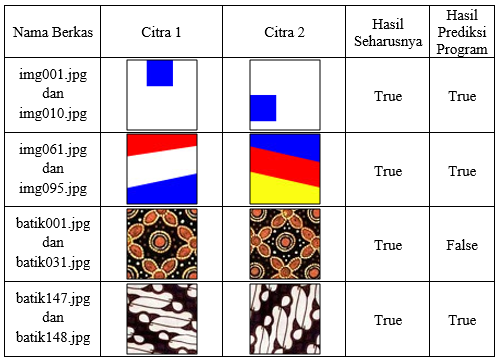 Nama Berkas
Citra 1
Citra 2
Hasil
Seharusnya
Hasil
Prediksi
Program
img001.jpg
dan
img010.jpg
True
True
img061.jpg
dan
img095.jpg
True
True
batik001.jpg
dan
batik031.jpg
True
False
batik147.jpg
dan
batik148.jpg
True
True